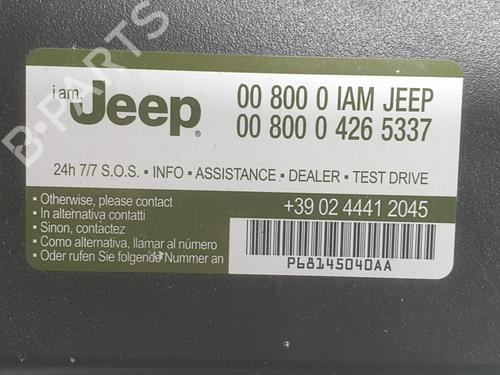 i am
Jeep®
00 800 0 IAM JEEP
00 800 0 426 5337
24h 7/7 S.O.S. ▪ INFO ▪ ASSISTANCE ▪ DEALER ▪ TEST DRIVE
▪ Otherwise, please contact
▪ In alternativa contatti
▪ Sinon, contactez
▪ Como alternativa, llamar al número
▪ Oder rufen Sie folgende Nummer an
+39 02 4441 2045
P68145040AA
B-PARTS